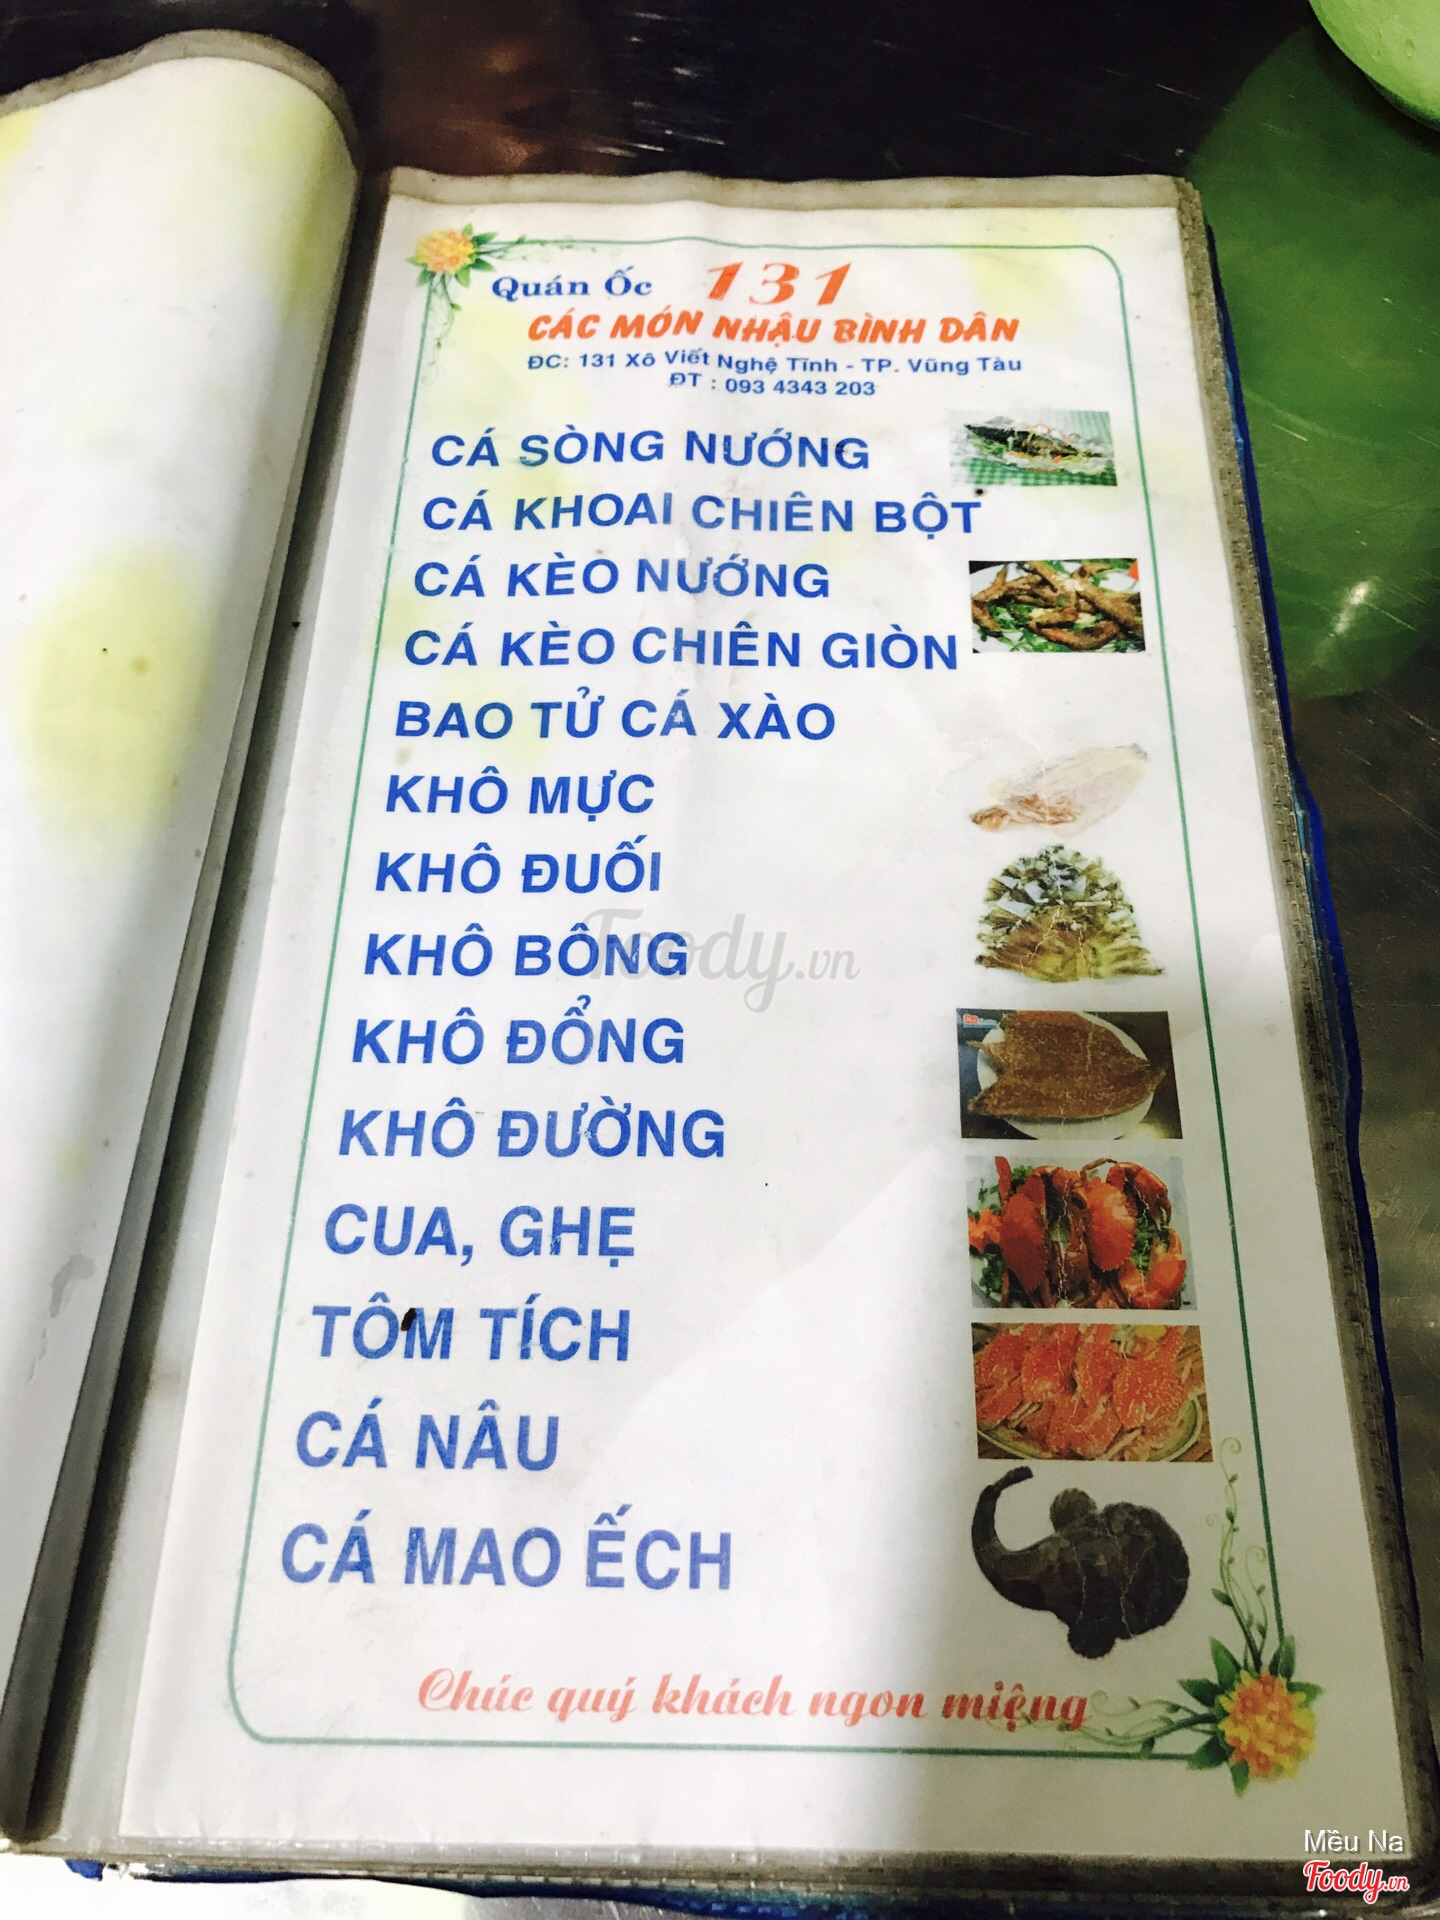 Quán Ốc 131
CÁC MÓN NHẬU BÌNH DÂN
ĐC: 131 Xô Viết Nghệ Tĩnh - TP. Vũng Tàu
ĐT : 093 4343 203
CÁ SÒNG NƯỚNG
CÁ KHOAI CHIÊN BỘT
CÁ KÈO NƯỚNG
CÁ KÈO CHIÊN GIÒN
BAO TỬ CÁ XÀO
KHÔ MỰC
KHÔ ĐUỐI
KHÔ BÔNG
KHÔ ĐỔNG
KHÔ ĐƯỜNG
CUA, GHẸ
TÔM TÍCH
CÁ NÂU
CÁ MAO ẾCH
Chúc quý khách ngon miệng
Foody.vn
Mều Na
Foody.vn